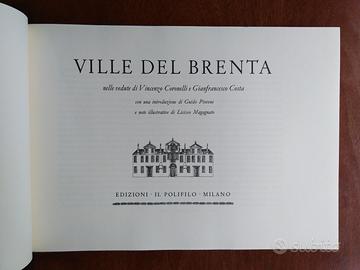 VILLE DEL BRENTA
nelle vedute di Vincenzo Coronelli e Gianfrancesco Costa
con una introduzione di Guido Piovene
e note illustrative di Licisco Magagnato
EDIZIONI · IL POLIFILO · MILANO
subito